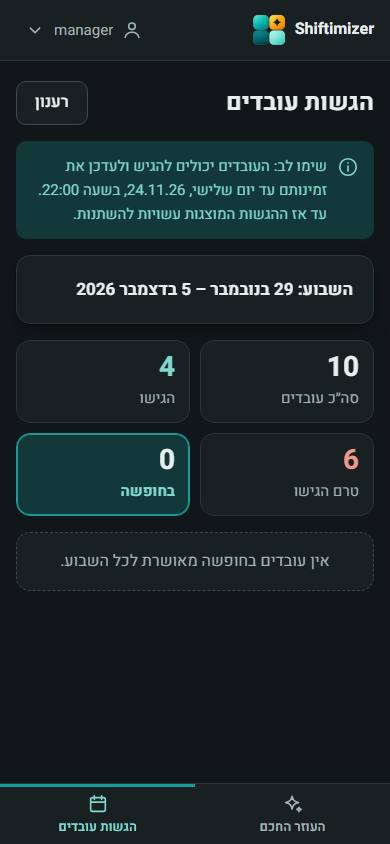 Shiftimizer
manager
הגשות עובדים
רענון
שימו לב: העובדים יכולים להגיש ולעדכן את
זמינותם עד יום שלישי, 24.11.26, בשעה 22:00.
עד אז ההגשות המוצגות עשויות להשתנות.
השבוע: 29 בנובמבר – 5 בדצמבר 2026
10
סה״כ עובדים
4
הגישו
6
טרם הגישו
0
בחופשה
אין עובדים בחופשה מאושרת לכל השבוע.
העוזר החכם
הגשות עובדים